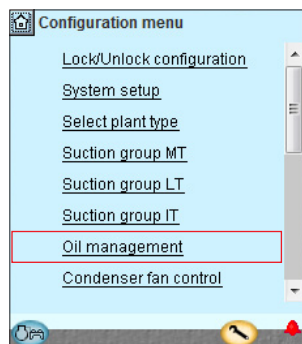 Configuration menu
Lock/Unlock configuration
System setup
Select plant type
Suction group MT
Suction group LT
Suction group IT
Oil management
Condenser fan control